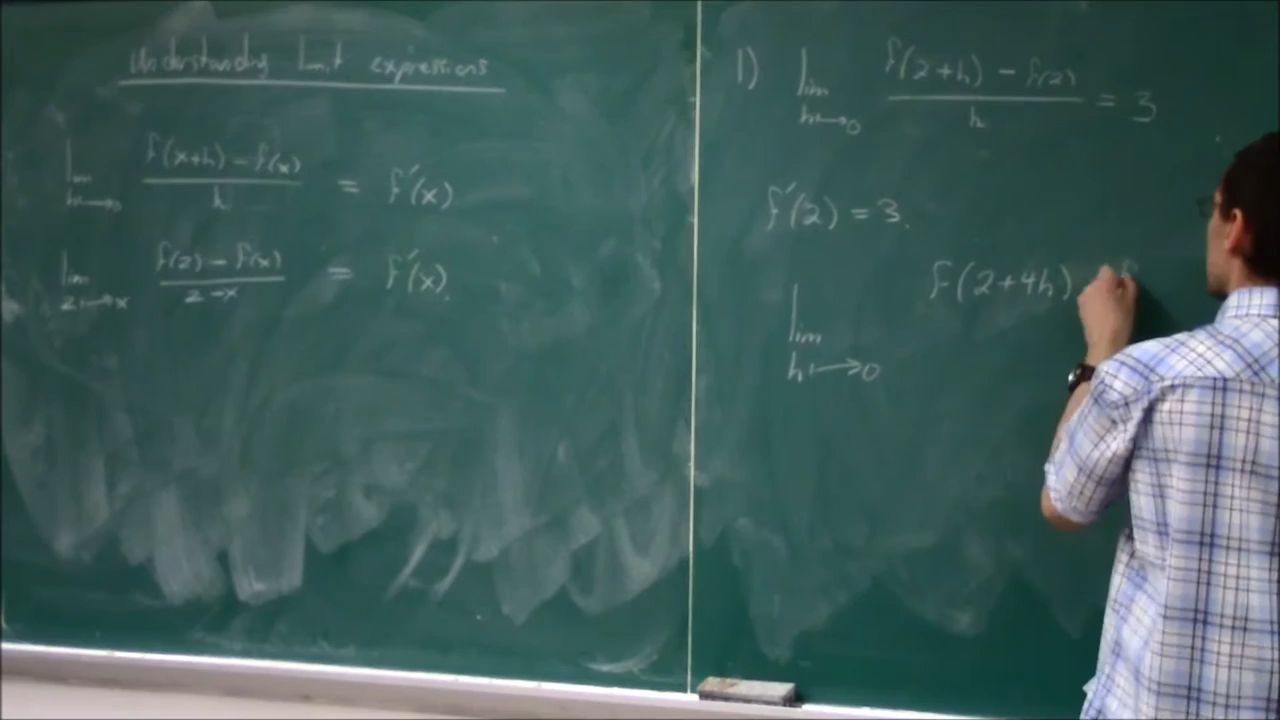 Understanding limit expressions
lim h→0 f(x+h) - f(x) / h = f'(x)
lim z→x f(z) - f(x) / z-x = f'(x).
1) lim h→0 f(2+h) - f(2) / h = 3
f'(2) = 3.
lim h→0 f(2+4h)